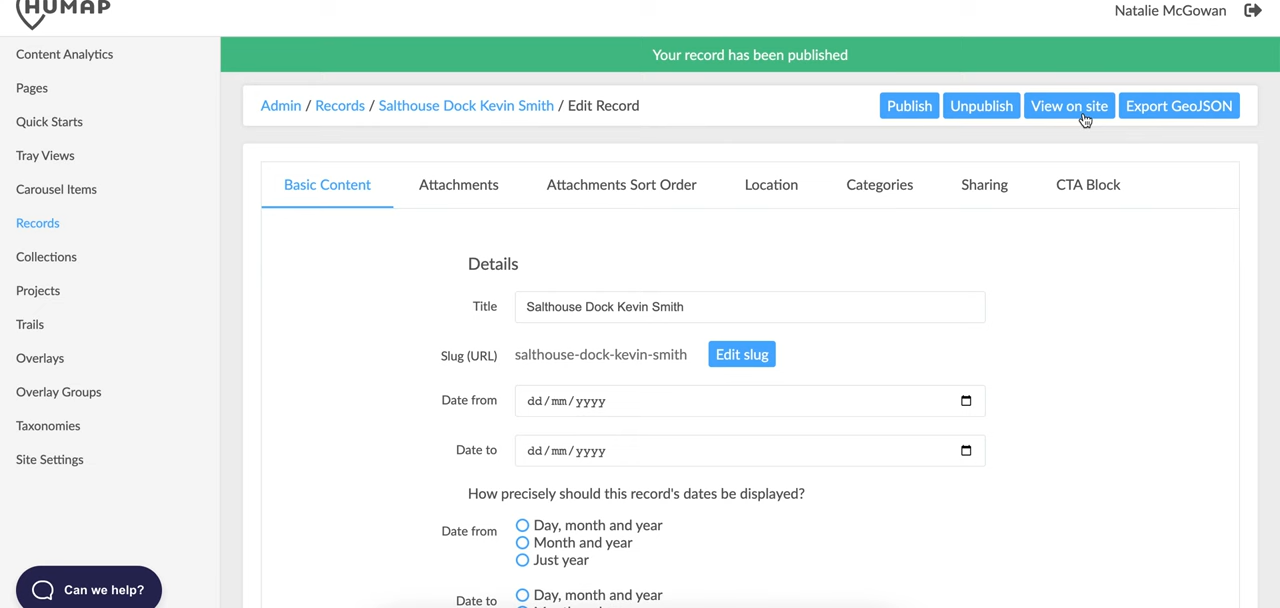 HUMAP
Natalie McGowan
Content Analytics
Pages
Quick Starts
Tray Views
Carousel Items
Records
Collections
Projects
Trails
Overlays
Overlay Groups
Taxonomies
Site Settings
Can we help?
Your record has been published
Admin / Records / Salthouse Dock Kevin Smith / Edit Record
Publish Unpublish View on site Export GeoJSON
Basic Content Attachments Attachments Sort Order Location Categories Sharing CTA Block
Details
Title Salthouse Dock Kevin Smith
Slug (URL) salthouse-dock-kevin-smith Edit slug
Date from dd/mm/yyyy
Date to dd/mm/yyyy
How precisely should this record's dates be displayed?
Date from Day, month and year
Month and year
Just year
Date to Day, month and year